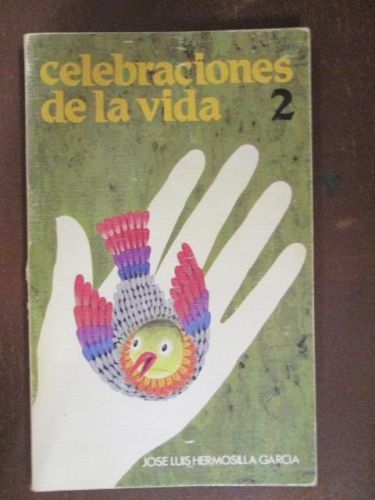 celebraciones
de la vida 2
JOSE LUIS HERMOSILLA GARCIA